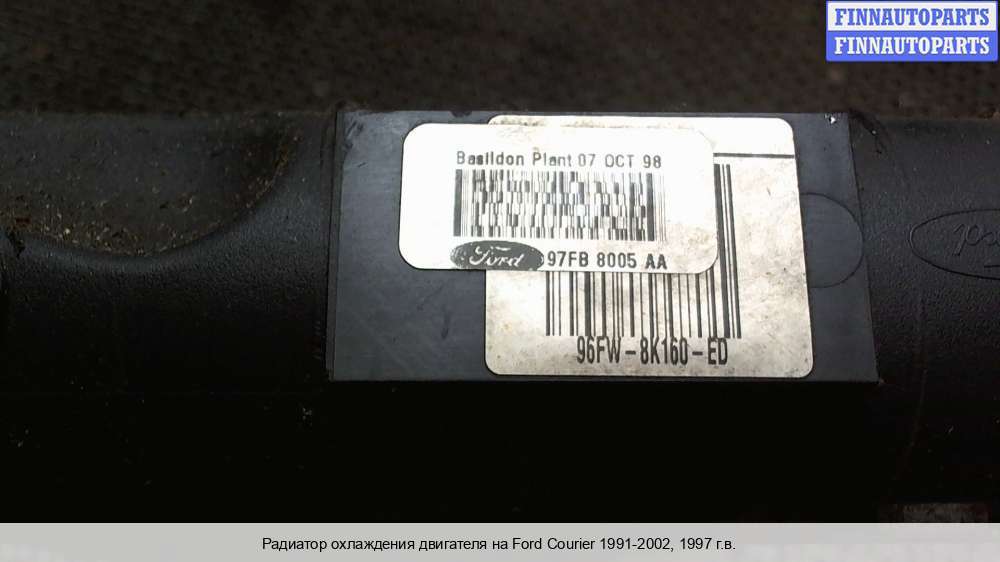 FINNAUTOPARTS
FINNAUTOPARTS
Basildon Plant 07 OCT 98
Ford 97FB 8005 AA
96FW-8K160-ED
Радиатор охлаждения двигателя на Ford Courier 1991-2002, 1997 г.в.